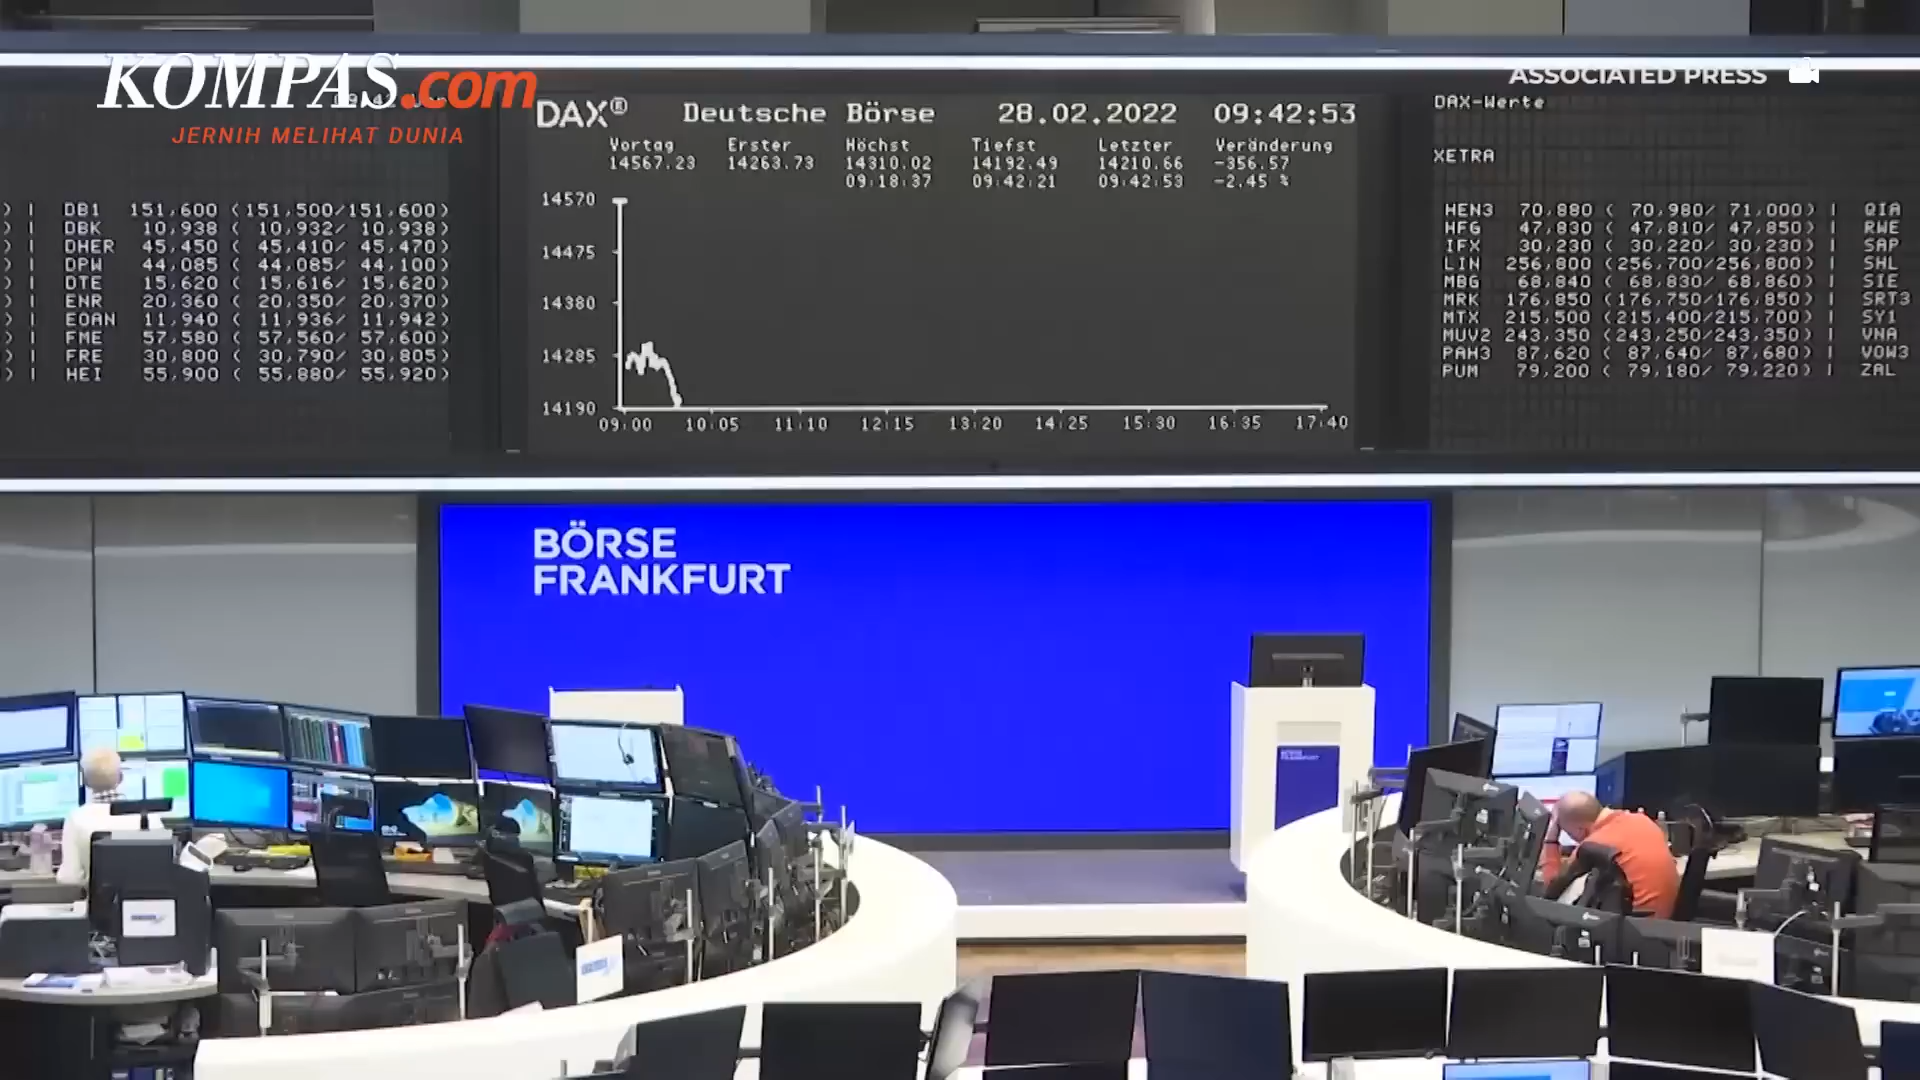 KOMPAS.com
JERNIH MELIHAT DUNIA
ASSOCIATED PRESS
DAX® Deutsche Börse 28.02.2022 09:42:53
Vortag Erster Höchst Tiefst Letzter Veränderung
14567.23 14263.73 14310.02 14192.49 14210.66 -356.57
09:18:37 09:42:21 09:42:53 -2.45 %
14570
14475
14380
14285
14190
09:00 10:05 11:10 12:15 13:20 14:25 15:30 16:35 17:40
) | DB1 151,600 (151,500/151,600)
) | DBK 10,938 ( 10,932/ 10,938)
) | DHER 45,450 ( 45,410/ 45,470)
) | DPW 44,085 ( 44,085/ 44,100)
) | DTE 15,620 ( 15,616/ 15,620)
) | ENR 20,360 ( 20,350/ 20,370)
) | EOAN 11,940 ( 11,936/ 11,942)
) | FME 57,580 ( 57,560/ 57,600)
) | FRE 30,800 ( 30,790/ 30,805)
) | HEI 55,900 ( 55,880/ 55,920)
DAX-Werte
XETRA
HEN3 70,880 ( 70,980/ 71,000) | QIA
HFG 47,830 ( 47,810/ 47,850) | RWE
IFX 30,230 ( 30,220/ 30,230) | SAP
LIN 256,800 (256,700/256,800) | SHL
MBG 68,840 ( 68,830/ 68,860) | SIE
MRK 176,850 (176,750/176,850) | SRT3
MTX 215,500 (215,400/215,700) | SY1
MUV2 243,350 (243,250/243,350) | VNA
PAH3 87,620 ( 87,640/ 87,680) | VOW3
PUM 79,200 ( 79,180/ 79,220) | ZAL
BÖRSE
FRANKFURT
BÖRSE
FRANKFURT